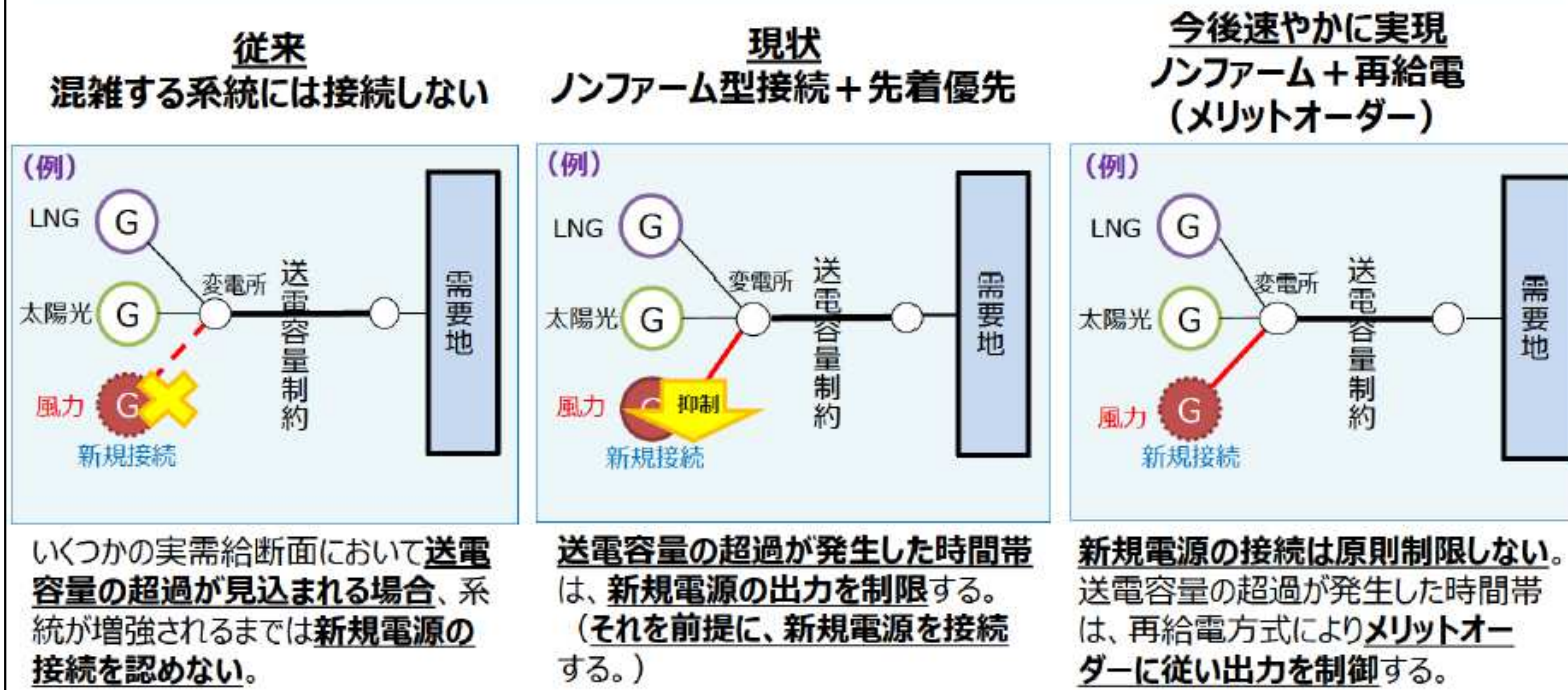 従来
混雑する系統には接続しない
(例)
LNG
G
変電所
送電容量制約
需要地
太陽光
G
風力
G
新規接続
いくつかの実需給断面において送電
容量の超過が見込まれる場合、系
統が増強されるまでは新規電源の
接続を認めない。
現状
ノンファーム型接続+先着優先
(例)
LNG
G
変電所
送電容量制約
需要地
太陽光
G
風力
G
抑制
新規接続
送電容量の超過が発生した時間帯
は、新規電源の出力を制限する。
(それを前提に、新規電源を接続
する。)
今後速やかに実現
ノンファーム+再給電
(メリットオーダー)
(例)
LNG
G
変電所
送電容量制約
需要地
太陽光
G
風力
G
新規接続
新規電源の接続は原則制限しない。
送電容量の超過が発生した時間帯
は、再給電方式によりメリットオー
ダーに従い出力を制御する。